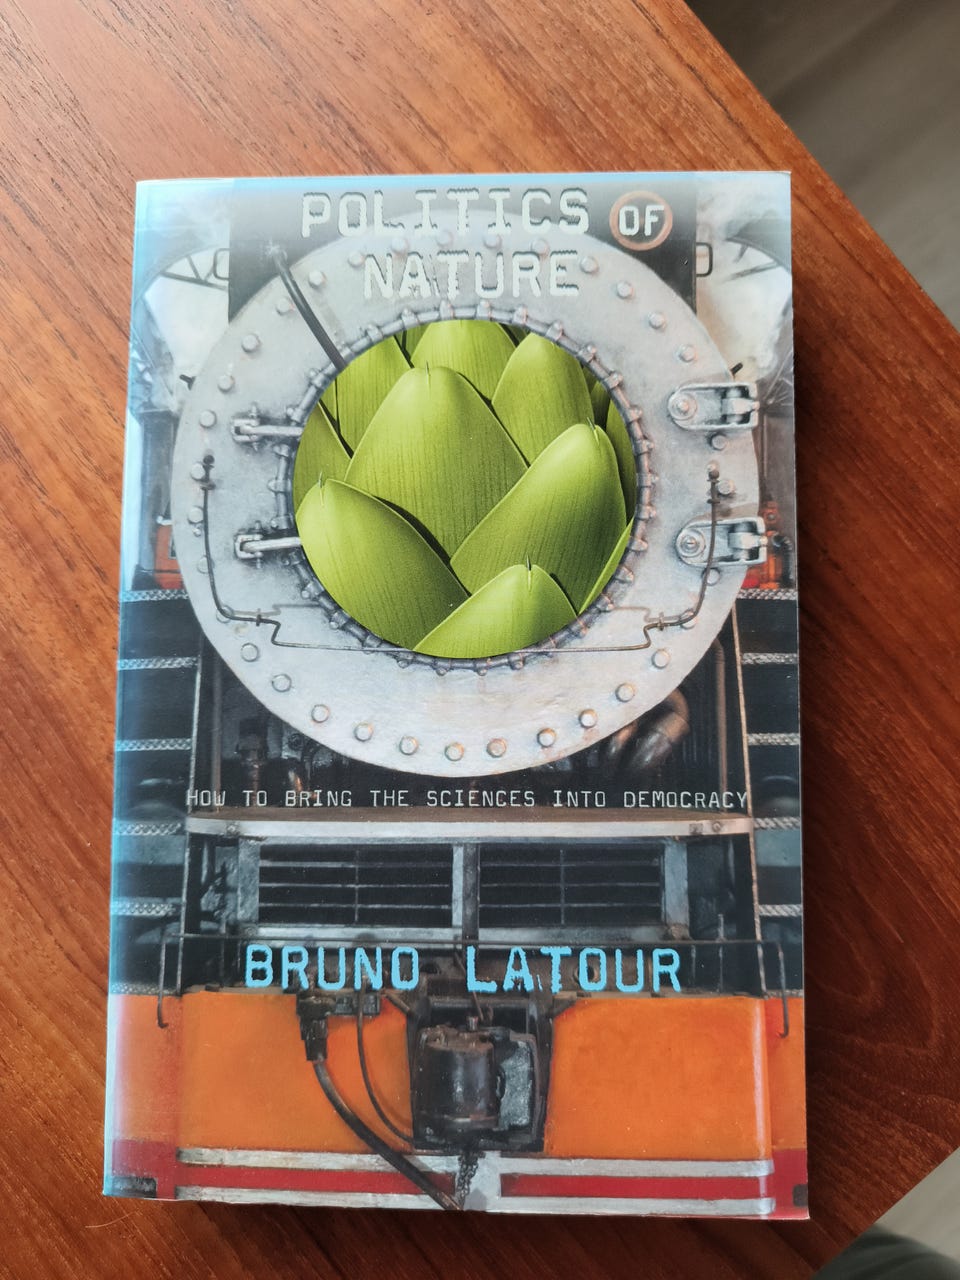 POLITICS OF
NATURE
HOW TO BRING THE SCIENCES INTO DEMOCRACY
BRUNO LATOUR